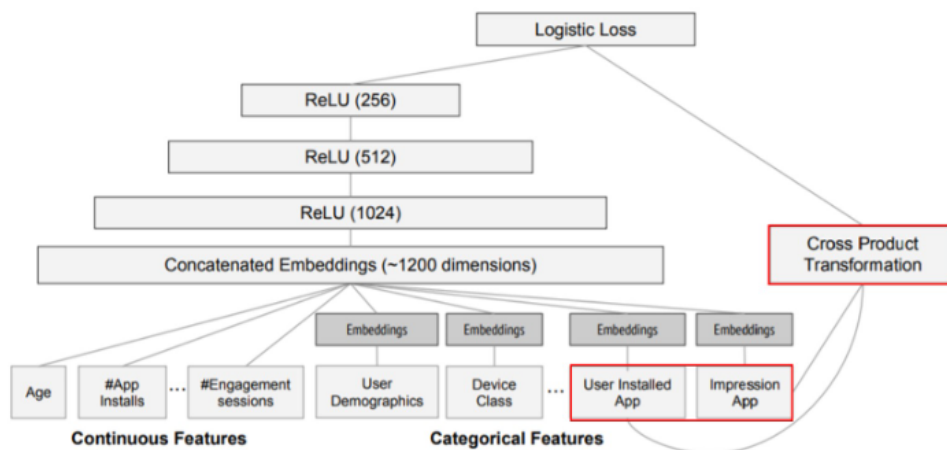 Logistic Loss
ReLU (256)
ReLU (512)
ReLU (1024)
Concatenated Embeddings (~1200 dimensions)
Cross Product
Transformation
Embeddings
Embeddings
Embeddings
Embeddings
Age
#App
Installs
...
#Engagement
sessions
User
Demographics
Device
Class
...
User Installed
App
Impression
App
Continuous Features
Categorical Features